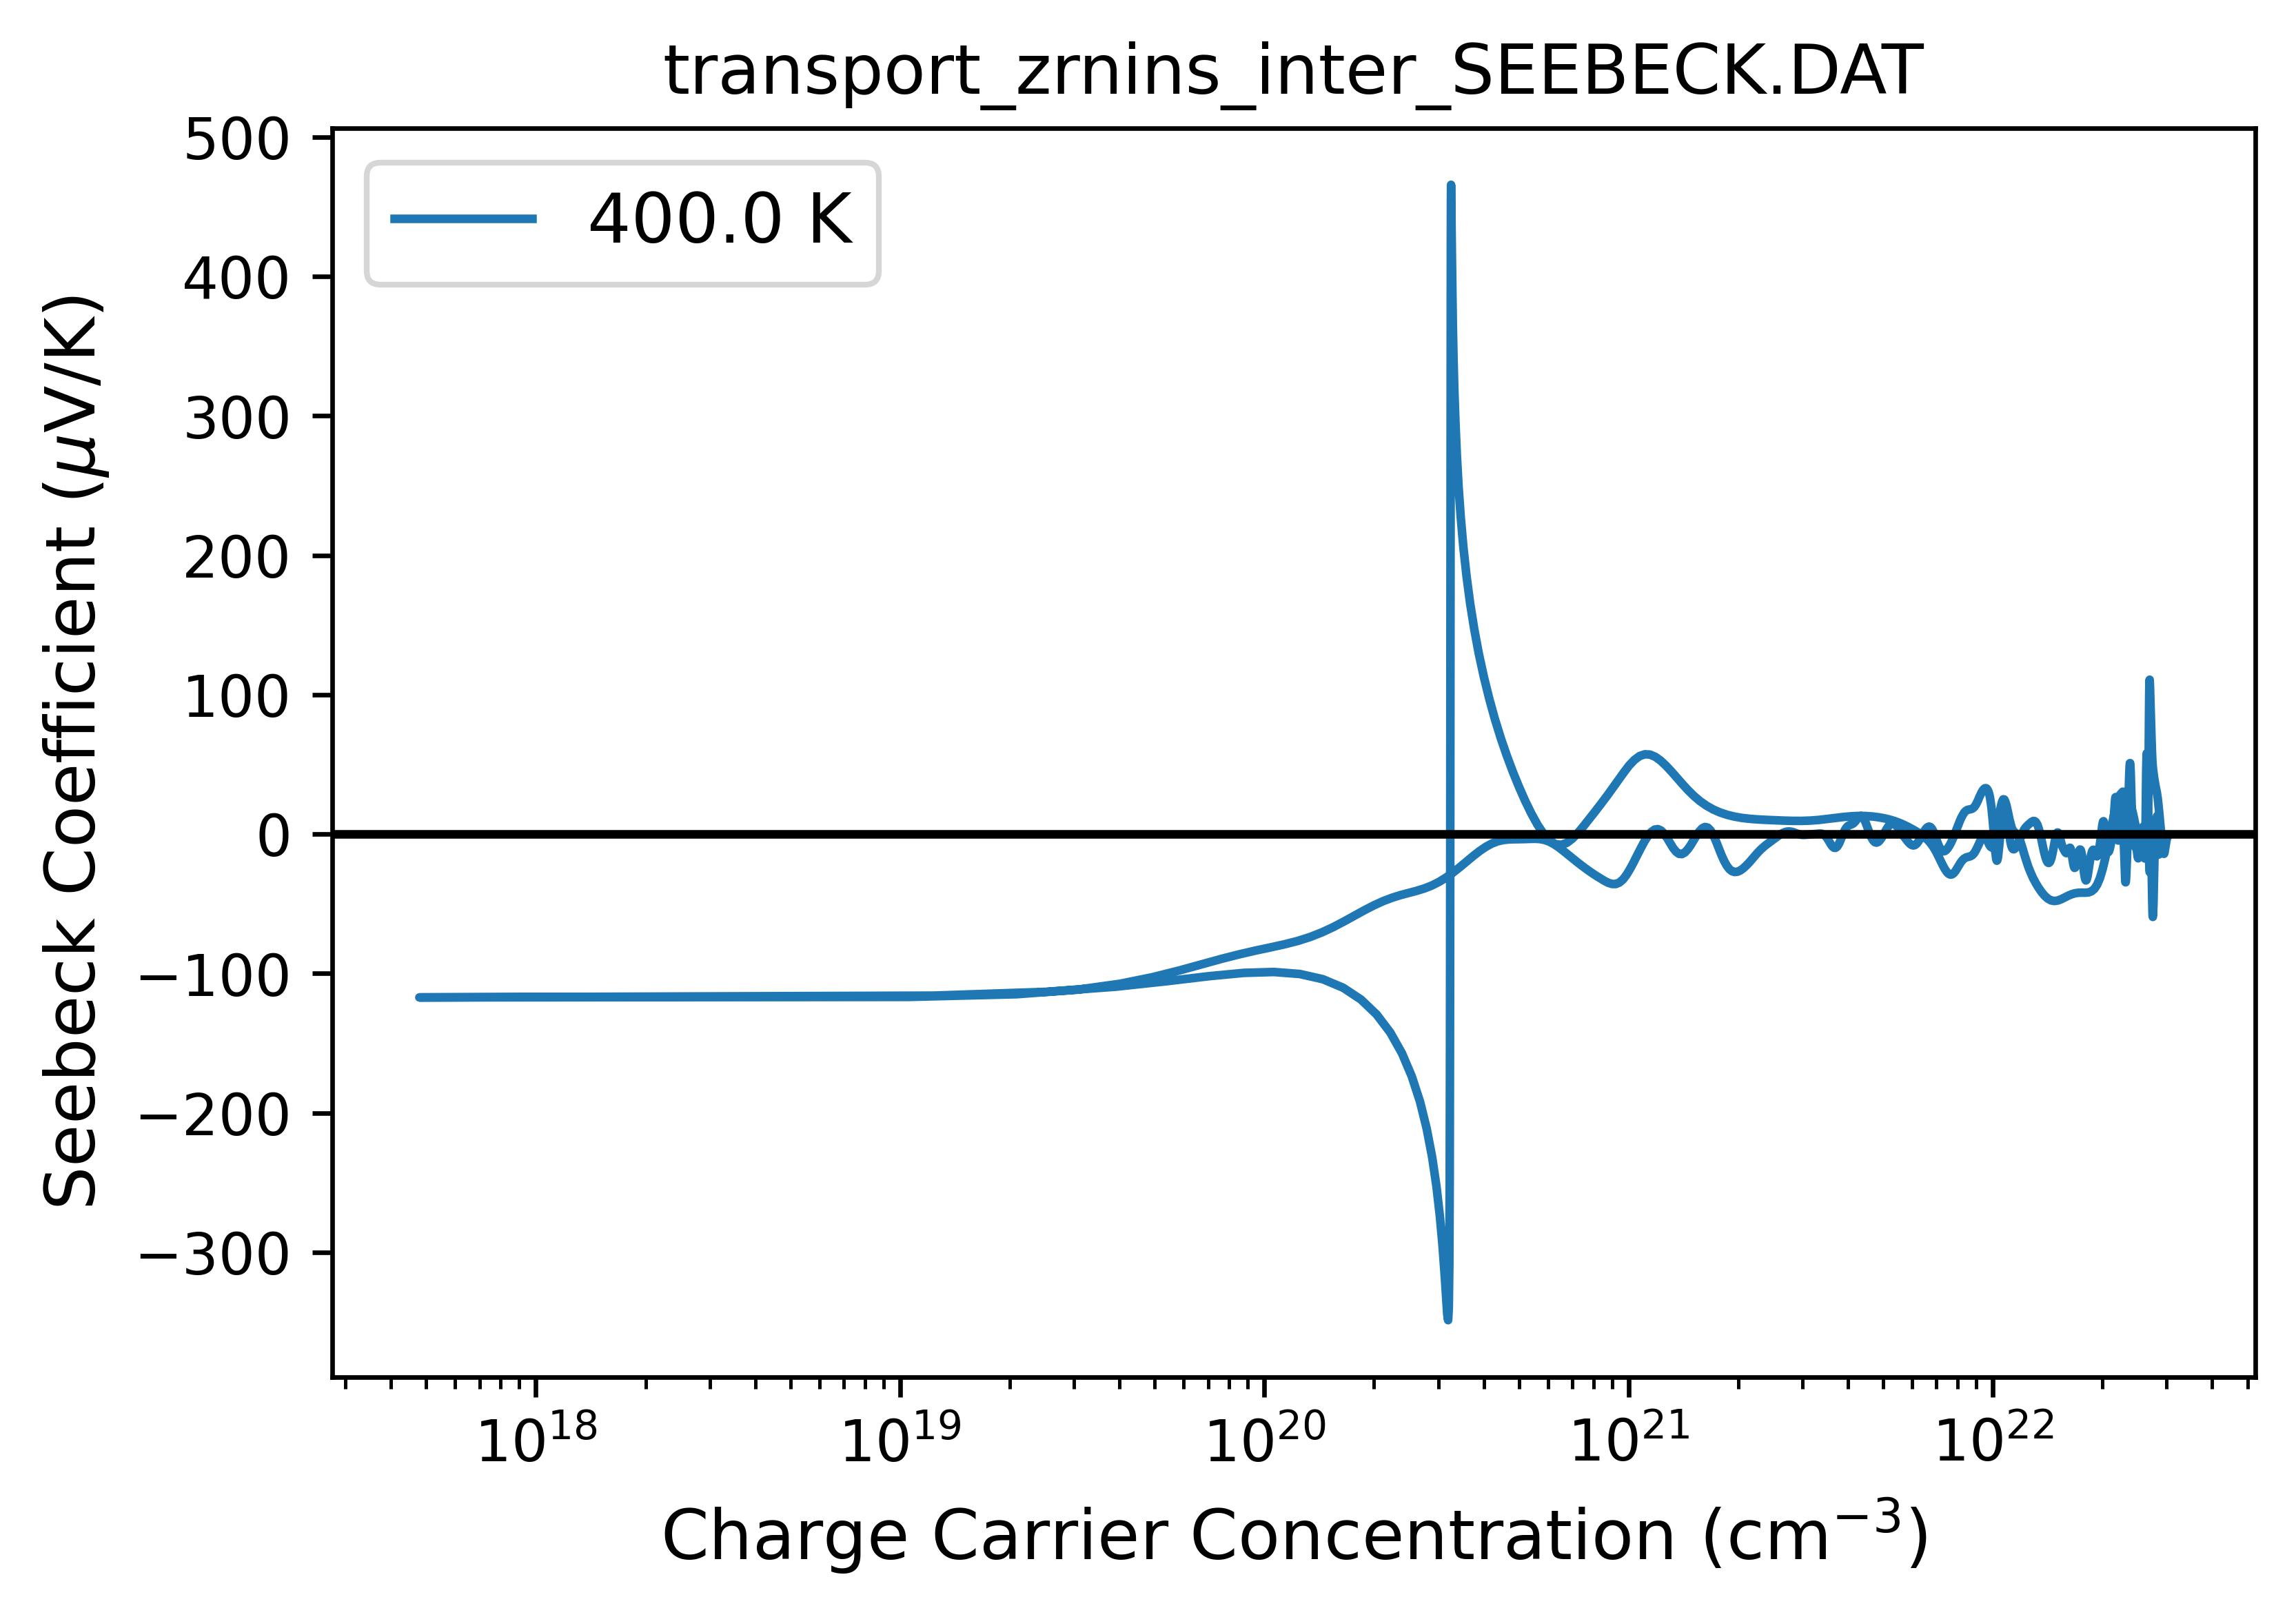 transport_zrnins_inter_SEEBECK.DAT
500
400
300
200
100
0
−100
−200
−300
Seebeck Coefficient (μV/K)
400.0 K
10¹⁸ 10¹⁹ 10²⁰ 10²¹ 10²²
Charge Carrier Concentration (cm⁻³)